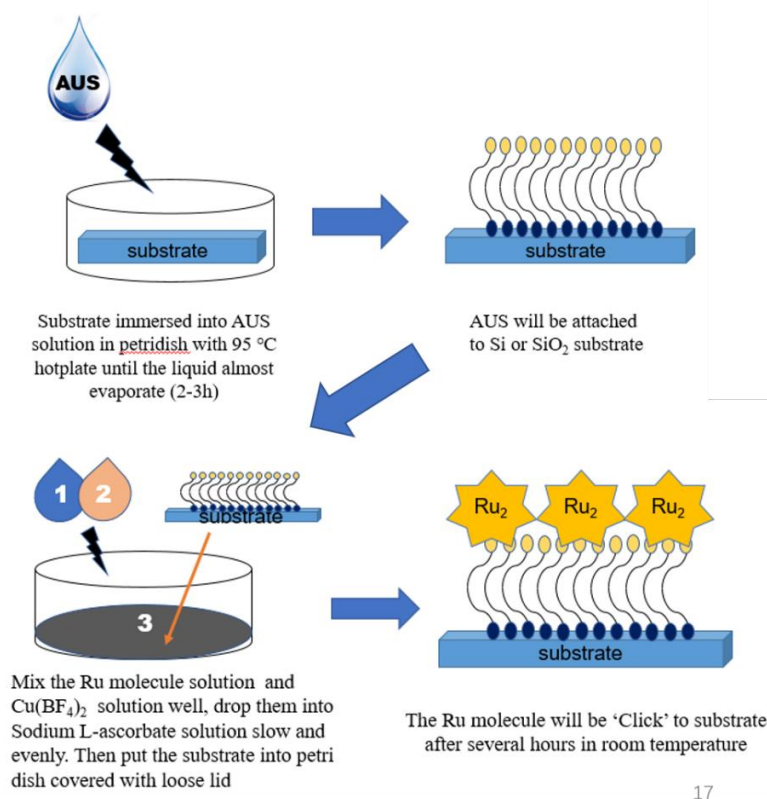 AUS
substrate
substrate
Substrate immersed into AUS
solution in petridish with 95 °C
hotplate until the liquid almost
evaporate (2-3h)
AUS will be attached
to Si or SiO₂ substrate
1 2
substrate
3
Ru₂ Ru₂ Ru₂
substrate
Mix the Ru molecule solution and
Cu(BF₄)₂ solution well, drop them into
Sodium L-ascorbate solution slow and
evenly. Then put the substrate into petri
dish covered with loose lid
The Ru molecule will be ‘Click’ to substrate
after several hours in room temperature
17